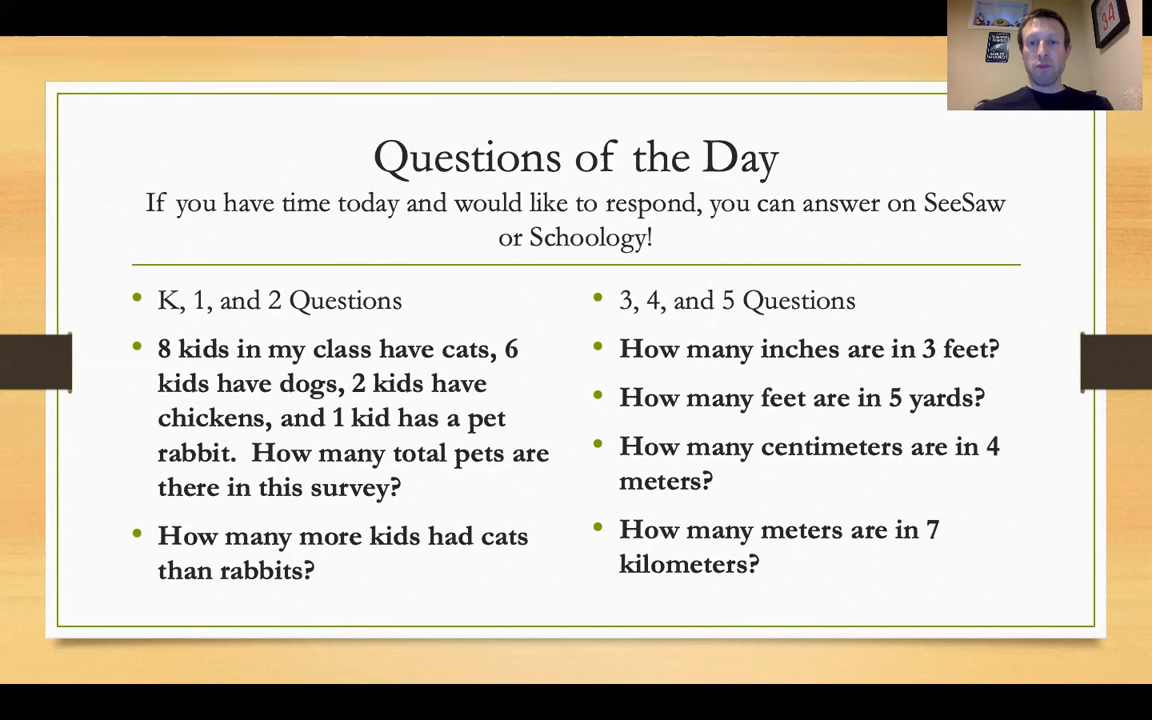 Questions of the Day
If you have time today and would like to respond, you can answer on SeeSaw
or Schoology!
• K, 1, and 2 Questions
• 8 kids in my class have cats, 6
kids have dogs, 2 kids have
chickens, and 1 kid has a pet
rabbit.  How many total pets are
there in this survey?
• How many more kids had cats
than rabbits?
• 3, 4, and 5 Questions
• How many inches are in 3 feet?
• How many feet are in 5 yards?
• How many centimeters are in 4
meters?
• How many meters are in 7
kilometers?
34